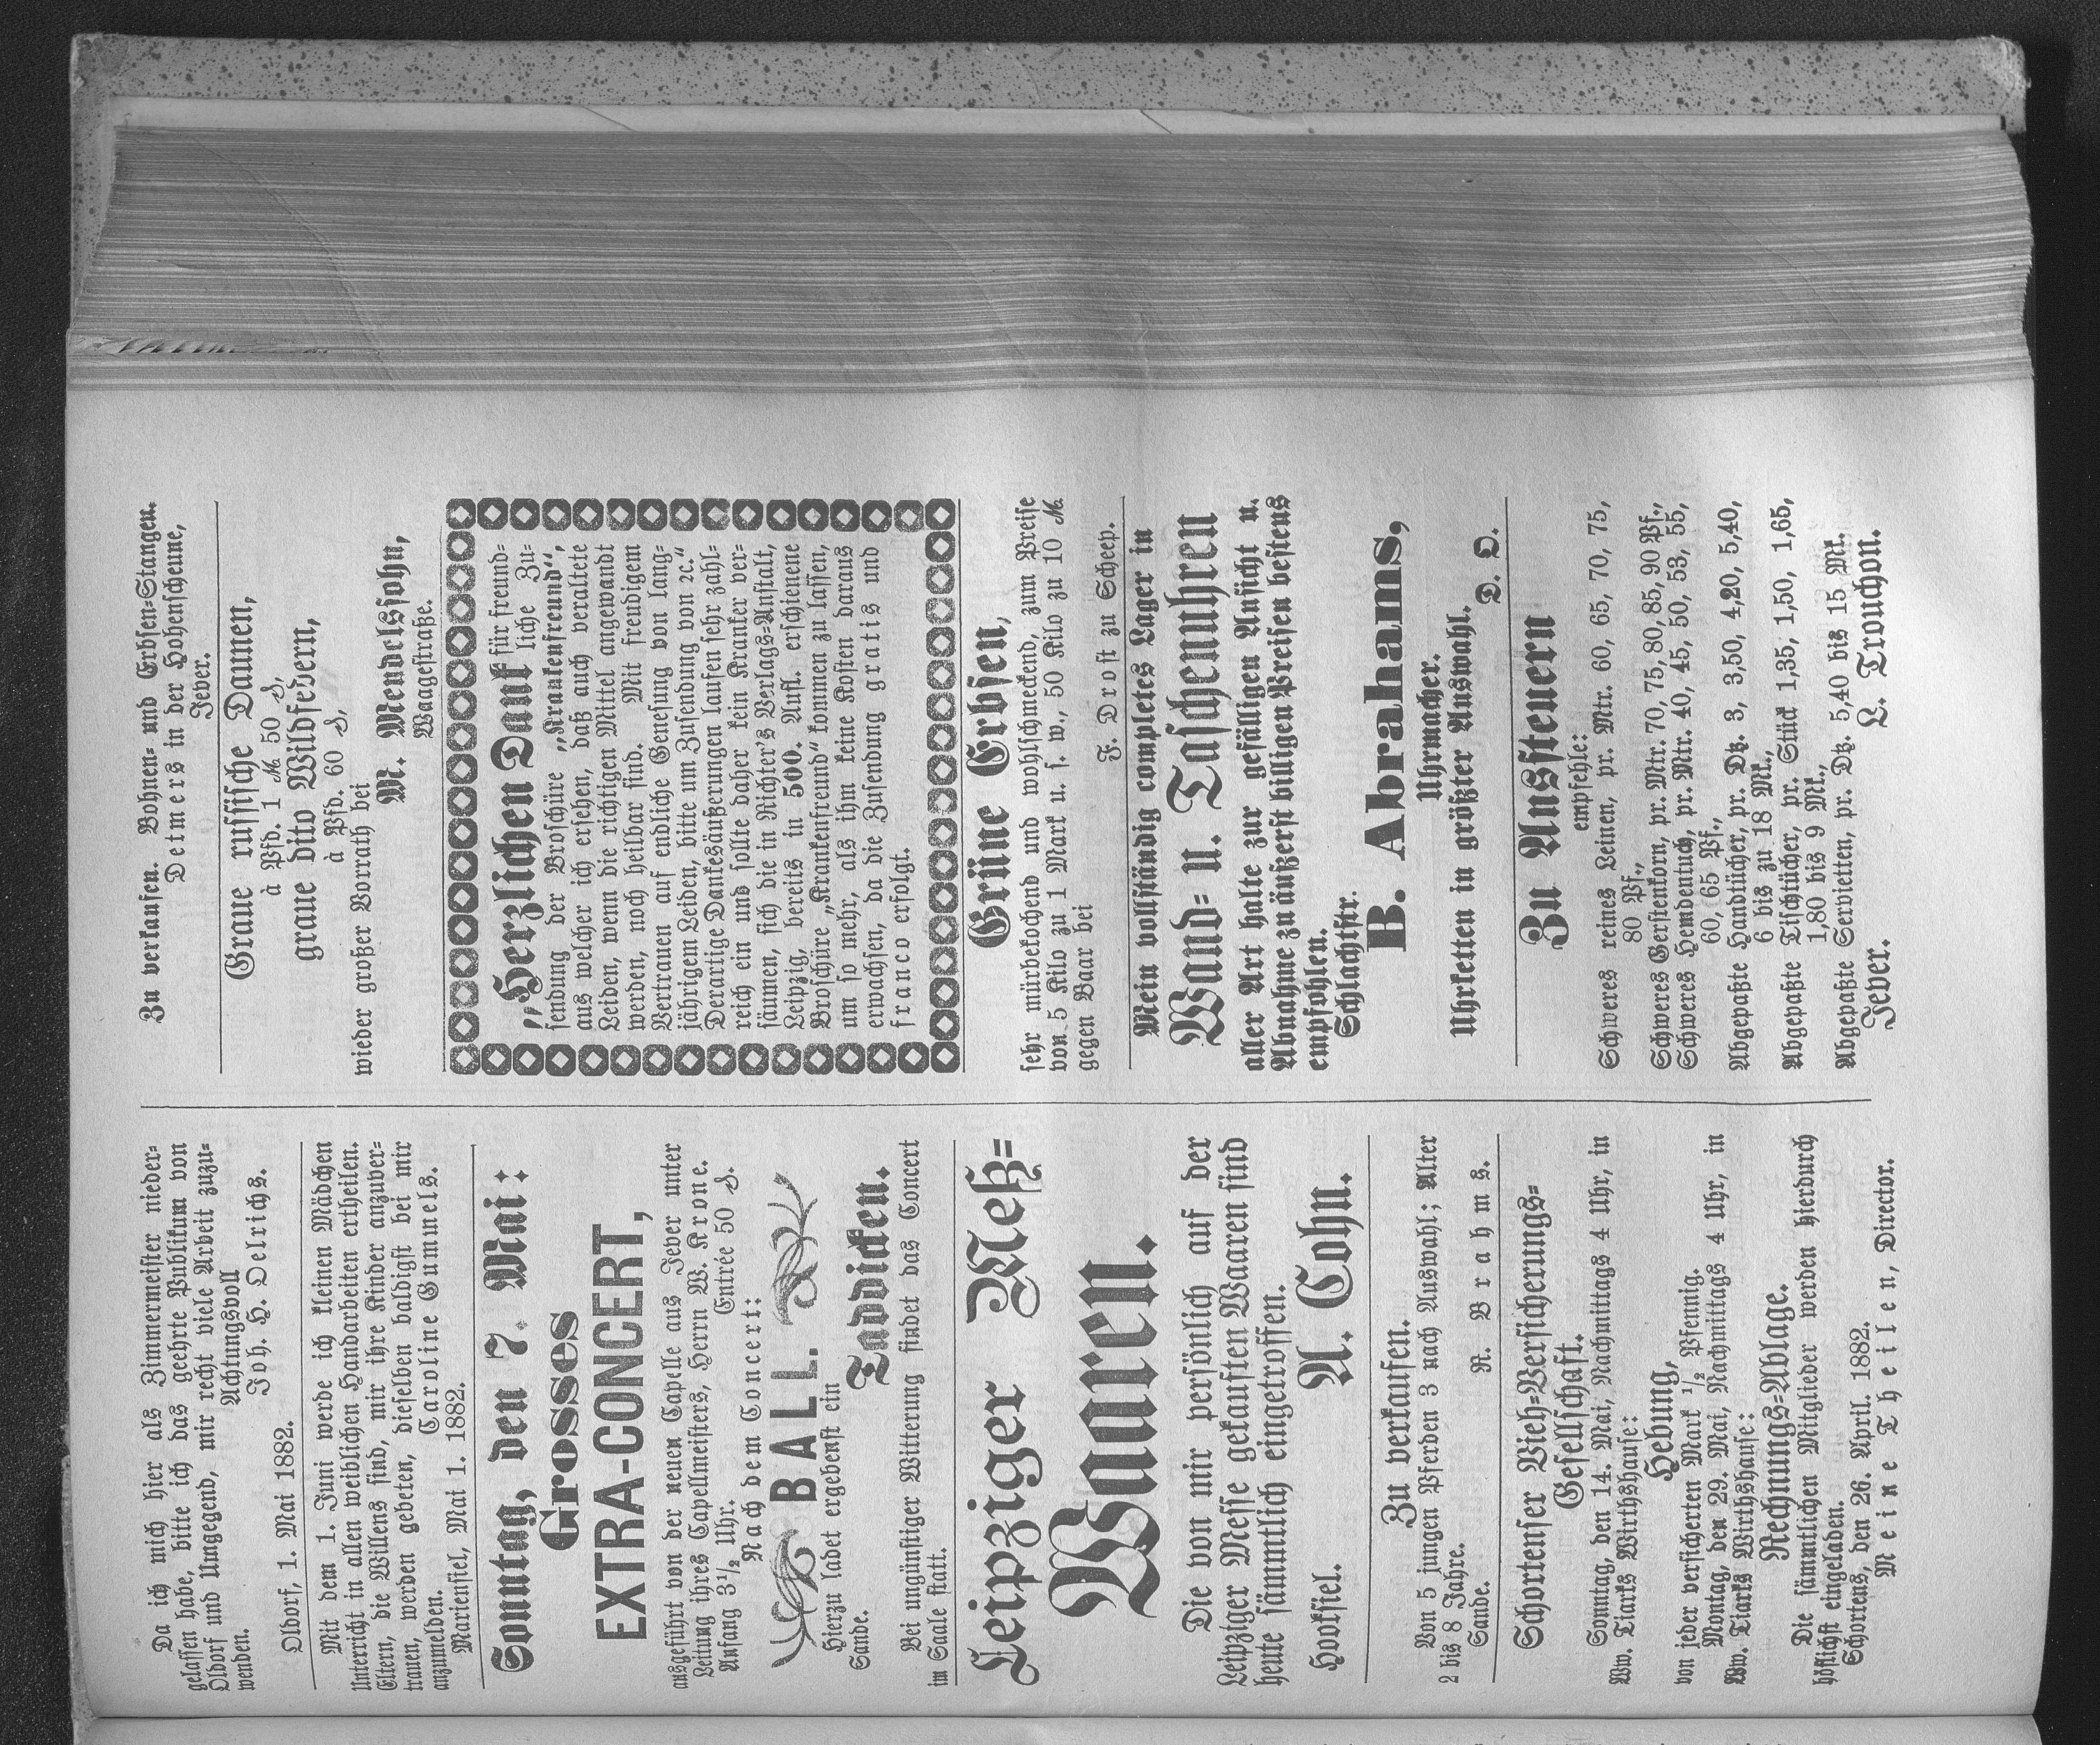 Da ich mich hier als Zimmermeister nieder-
gelassen habe, bitte ich das geehrte Publikum von
Oldorf und Umgegend, mir recht viele Arbeit zuzu-
wenden.
Achtungsvoll
Joh. H. Oelrichs.
Oldorf, 1. Mai 1882.
Mit dem 1. Juni werde ich kleinen Mädchen
Unterricht in allen weiblichen Handarbeiten ertheilen.
Eltern, die Willens sind, mir ihre Kinder anzuver-
trauen, werden gebeten, dieselben baldigst bei mir
anzumelden.
Caroline Gummels.
Mariensiel, Mai 1. 1882.
Sonntag, den 7. Mai:
Grosses
EXTRA-CONCERT,
ausgeführt von der neuen Capelle aus Jever unter
Leitung ihres Capellmeisters, Herrn W. Krone.
Anfang 3½ Uhr. Entrée 50 ₰.
Nach dem Concert:
BALL.
Hierzu ladet ergebenst ein
Sande. Taddicken.
Bei ungünstiger Witterung findet das Concert
im Saale statt.
Leipziger Meß-
Waaren.
Die von mir persönlich auf der
Leipziger Messe gekauften Waaren sind
heute sämmtlich eingetroffen.
Hooksiel. A. Cohn.
Zu verkaufen.
Von 5 jungen Pferden 3 nach Auswahl; Alter
2 bis 8 Jahre.
Sande. R. Brahms.
Schortenser Vieh-Versicherungs-
Gesellschaft.
Sonntag, den 14. Mai, Nachmittags 4 Uhr, in
Ww. Tiarks Wirthshause:
Hebung,
von jeder versicherten Mark ½ Pfennig.
Montag, den 29. Mai, Nachmittags 4 Uhr, in
Ww. Tiarks Wirthshause:
Rechnungs-Ablage.
Die sämmtlichen Mitglieder werden hierdurch
höflichst eingeladen.
Schortens, den 26. April. 1882.
Meine Theilen, Director.
Zu verkaufen. Bohnen- und Erbsen-Stangen.
Detmers in der Hohenscheune,
Jever.
Graue russische Daunen,
à Pfd. 1 ℳ 50 ₰,
graue dito Wildfedern,
à Pfd. 60 ₰,
wieder großer Vorrath bei
M. Mendelssohn,
Waagestraße.
„Herzlichen Dank für freund-
liche Zu-
sendung der Broschüre „Krankenfreund“,
aus welcher ich ersehen, daß auch veraltete
Leiden, wenn die richtigen Mittel angewandt
werden, noch heilbar sind. Mit freudigem
Vertrauen auf endliche Genesung von lang-
jährigem Leiden, bitte um Zusendung von ꝛc.“
Derartige Dankesäußerungen laufen sehr zahl-
reich ein und sollte daher kein Kranker ver-
säumen, sich die in Richter's Verlags-Anstalt,
Leipzig, bereits in 500. Aufl. erschienene
Broschüre „Krankenfreund“ kommen zu lassen,
um so mehr, als ihm keine Kosten daraus
erwachsen, da die Zusendung gratis und
franco erfolgt.
Grüne Erbsen,
sehr mürbekochend und wohlschmeckend, zum Preise
von 5 Kilo zu 1 Mark u. s. w., 50 Kilo zu 10 ℳ
gegen Baar bei
F. Drost zu Scheep.
Mein vollständig completes Lager in
Wand- u. Taschenuhren
aller Art halte zur gefälligen Ansicht u.
Abnahme zu äußerst billigen Preisen bestens
empfohlen.
Schlachtstr.
B. Abrahams,
Uhrmacher.
Uhrketten in größter Auswahl.
D. O.
Zu Aussteuern
empfehle:
Schweres reines Leinen, pr. Mtr. 60, 65, 70, 75,
80 Pf.,
Schweres Gerstenkorn, pr. Mtr. 70, 75, 80, 85, 90 Pf.,
Schweres Hemdentuch, pr. Mtr. 40, 45, 50, 53, 55,
60, 65 Pf.,
Abgepaßte Handtücher, pr. Dtz. 3, 3,50, 4,20, 5,40,
6 bis zu 18 Mk.,
Abgepaßte Tischtücher, pr. Stück 1,35, 1,50, 1,65,
1,80 bis 9 Mk.,
Abgepaßte Servietten, pr. Dtz. 5,40 bis 15 Mk.
Jever. L. Trouchon.